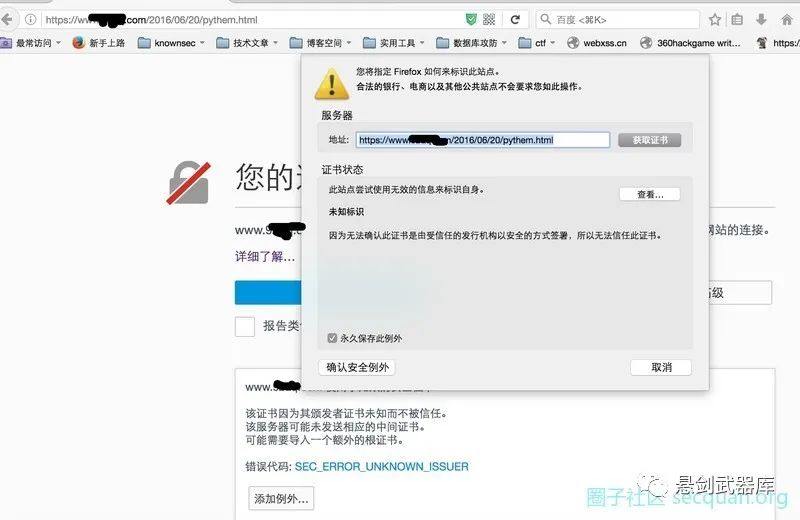 https://www.
.com/2016/06/20/pythem.html
百度 <⌘K>
最常访问
新手上路
knownsec
技术文章
博客空间
实用工具
数据库攻防
ctf
webxss.cn
360hackgame writ...
https:/
您将指定 Firefox 如何来标识此站点。
合法的银行、电商以及其他公共站点不会要求您如此操作。
服务器
地址:
https://www.
/2016/06/20/pythem.html
获取证书
证书状态
此站点尝试使用无效的信息来标识自身。
查看...
未知标识
因为无法确认此证书是由受信任的发行机构以安全的方式签署，所以无法信任此证书。
永久保存此例外
确认安全例外
取消
您的
www.
网站的连接。
详细了解...
级
报告类
www.
该证书因为其颁发者证书未知而不被信任。
该服务器可能未发送相应的中间证书。
可能需要导入一个额外的根证书。
错误代码: SEC_ERROR_UNKNOWN_ISSUER
添加例外...
悬剑武器库
圈子社区 secquan.org